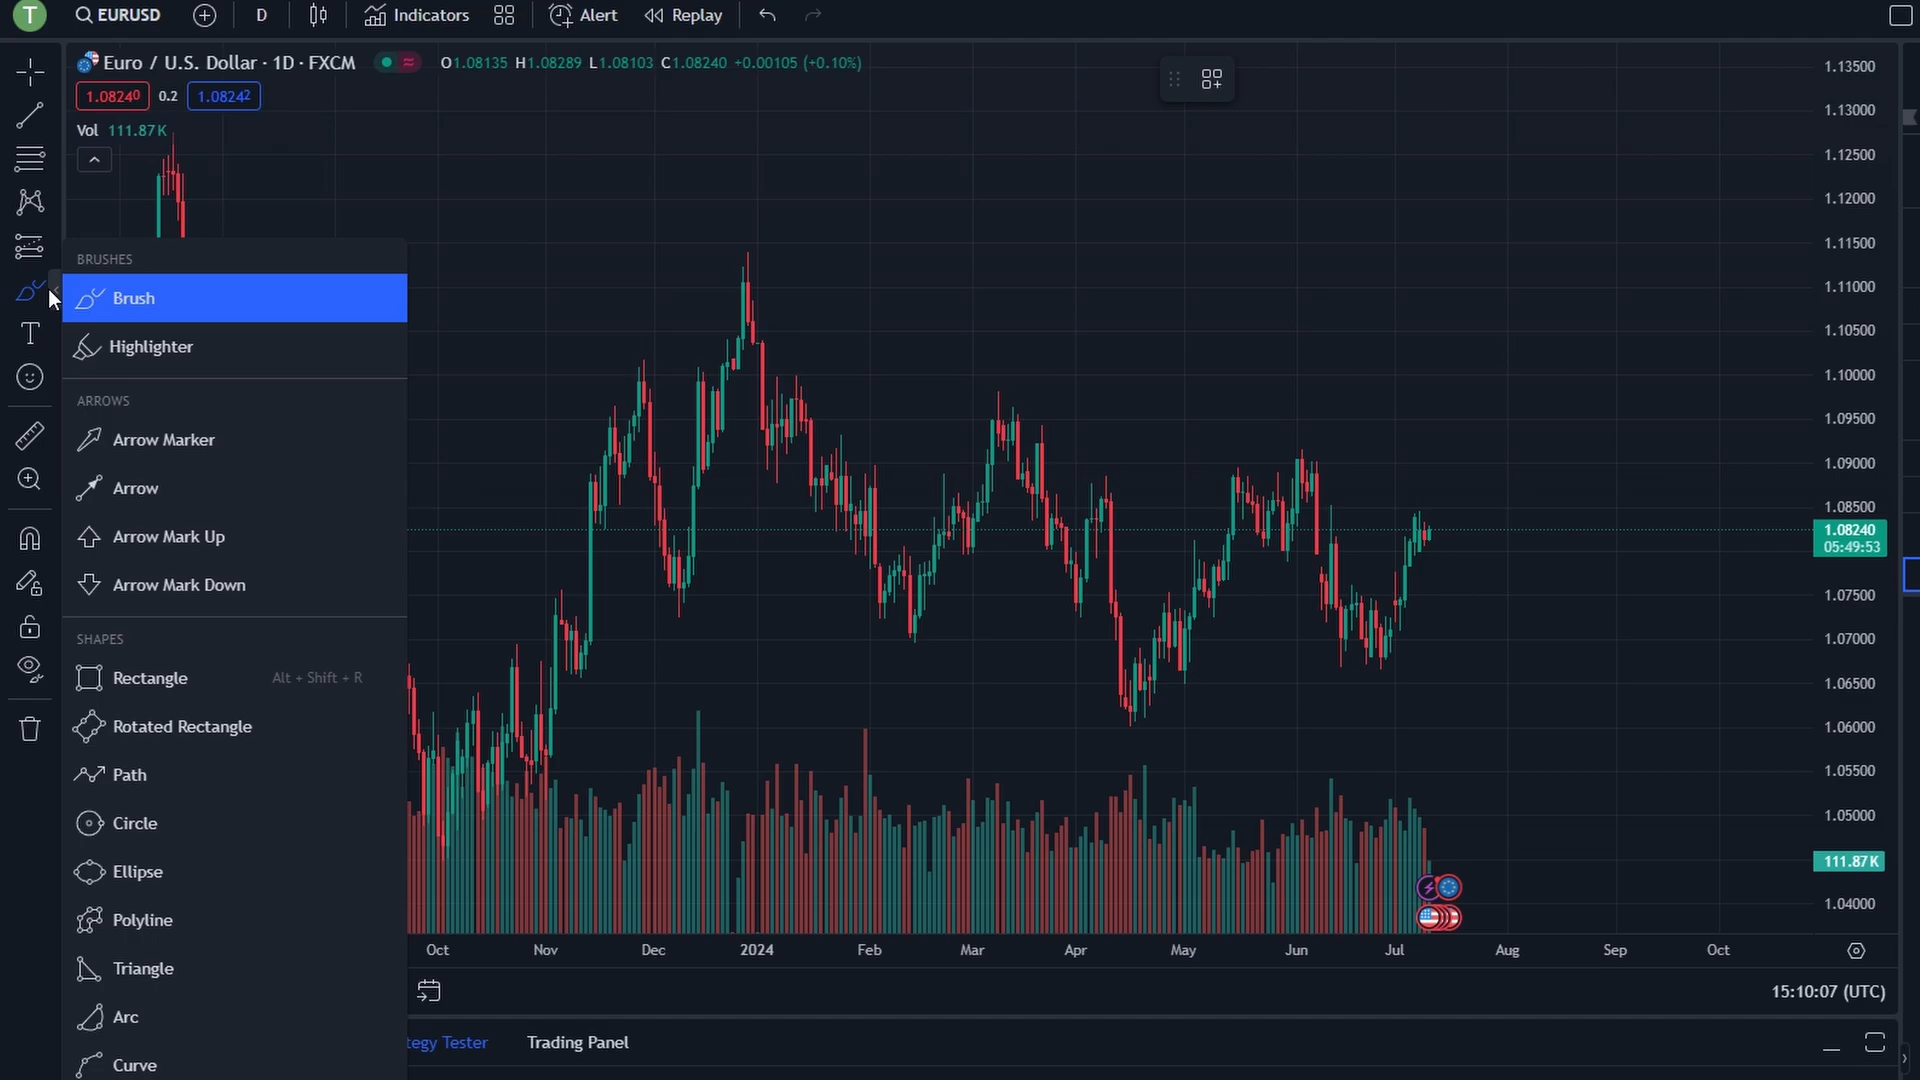 T
EURUSD
D
Indicators
Alert
Replay
Euro / U.S. Dollar · 1D · FXCM
O1.08135 H1.08289 L1.08103 C1.08240 +0.00105 (+0.10%)
1.08240
0.2
1.08242
Vol 111.87K
BRUSHES
Brush
Highlighter
ARROWS
Arrow Marker
Arrow
Arrow Mark Up
Arrow Mark Down
SHAPES
Rectangle Alt + Shift + R
Rotated Rectangle
Path
Circle
Ellipse
Polyline
Triangle
Arc
Curve
1.13500
1.13000
1.12500
1.12000
1.11500
1.11000
1.10500
1.10000
1.09500
1.09000
1.08500
1.08240
05:49:53
1.07500
1.07000
1.06500
1.06000
1.05500
1.05000
111.87K
1.04000
Oct Nov Dec 2024 Feb Mar Apr May Jun Jul Aug Sep Oct
15:10:07 (UTC)
tegy Tester
Trading Panel